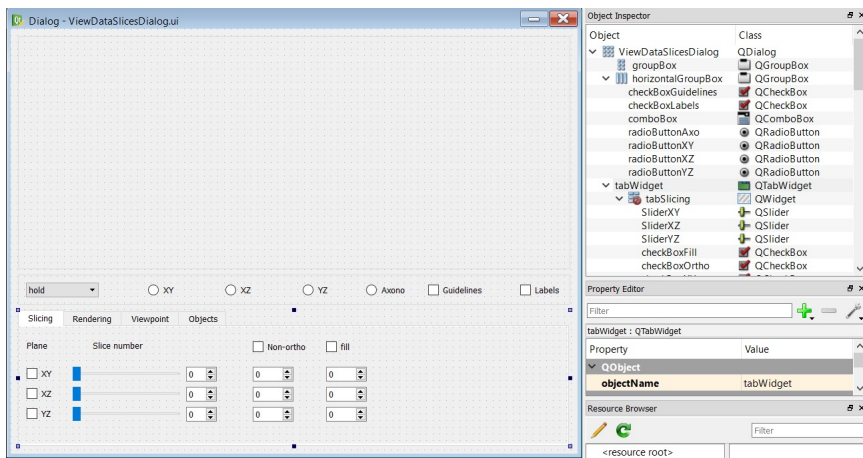 Dialog - ViewDataSlicesDialog.ui
hold
XY
XZ
YZ
Axono
Guidelines
Labels
Slicing
Rendering
Viewpoint
Objects
Plane
Slice number
Non-ortho
fill
XY
0
0
0
XZ
0
0
0
YZ
0
0
0
Object Inspector
Object Class
ViewDataSlicesDialog QDialog
groupBox QGroupBox
horizontalGroupBox QGroupBox
checkBoxGuidelines QCheckBox
checkBoxLabels QCheckBox
comboBox QComboBox
radioButtonAxo QRadioButton
radioButtonXY QRadioButton
radioButtonXZ QRadioButton
radioButtonYZ QRadioButton
tabWidget QTabWidget
tabSlicing QWidget
SliderXY QSlider
SliderXZ QSlider
SliderYZ QSlider
checkBoxFill QCheckBox
checkBoxOrtho QCheckBox
Property Editor
Filter
tabWidget : QTabWidget
Property Value
QObject
objectName tabWidget
Resource Browser
Filter
<resource root>